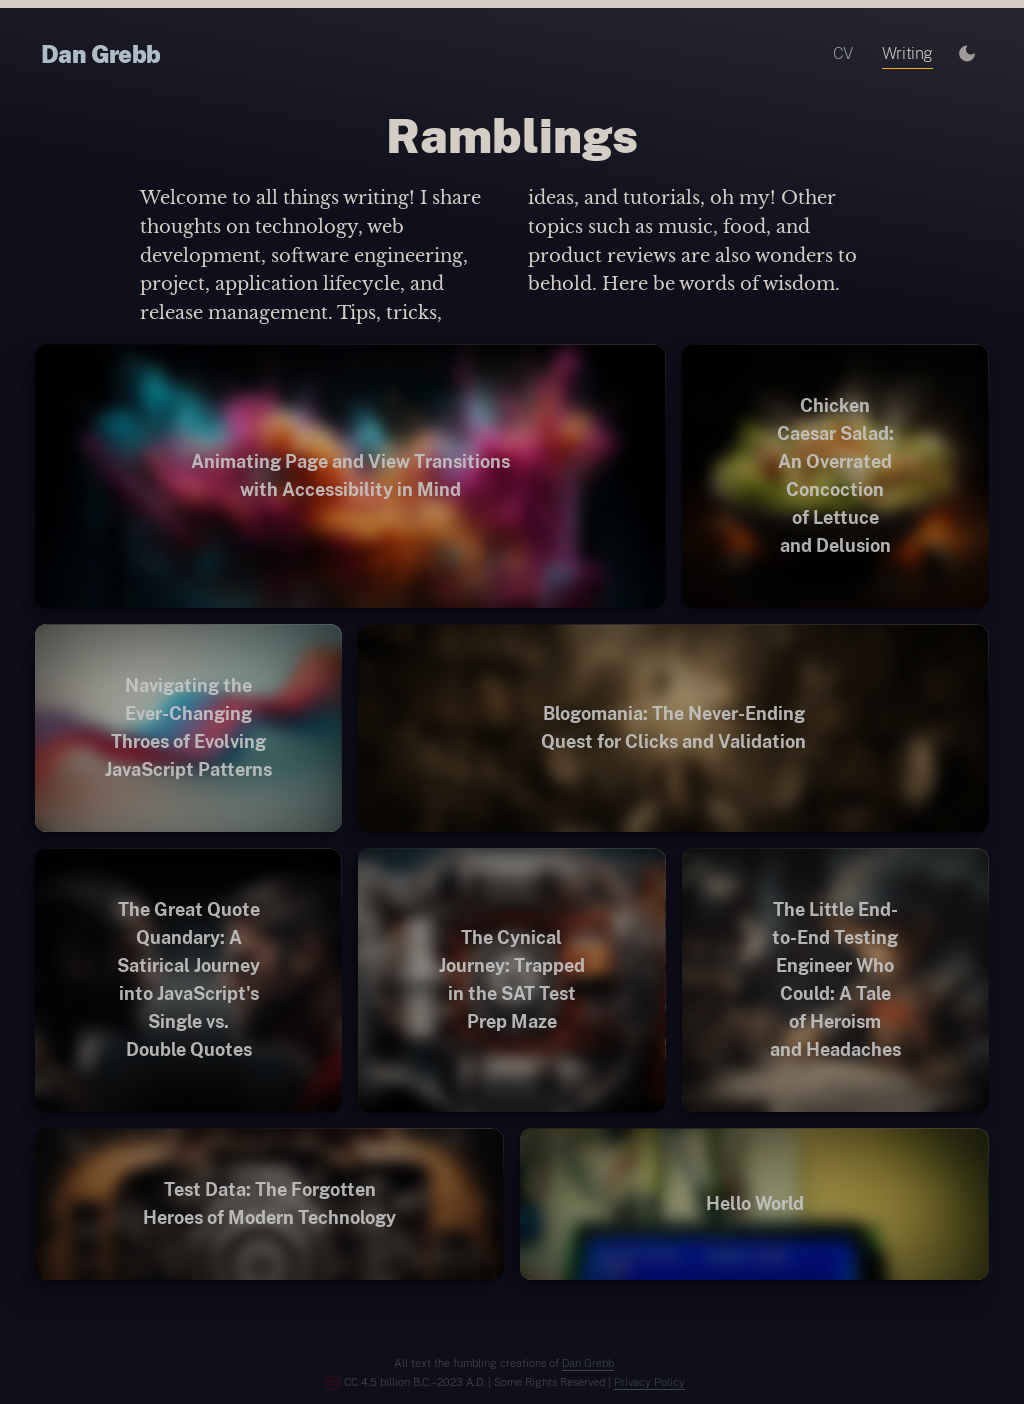 Dan Grebb
CV
Writing
Ramblings
Welcome to all things writing! I share
thoughts on technology, web
development, software engineering,
project, application lifecycle, and
release management. Tips, tricks,
ideas, and tutorials, oh my! Other
topics such as music, food, and
product reviews are also wonders to
behold. Here be words of wisdom.
Animating Page and View Transitions
with Accessibility in Mind
Chicken
Caesar Salad:
An Overrated
Concoction
of Lettuce
and Delusion
Navigating the
Ever-Changing
Throes of Evolving
JavaScript Patterns
Blogomania: The Never-Ending
Quest for Clicks and Validation
The Great Quote
Quandary: A
Satirical Journey
into JavaScript's
Single vs.
Double Quotes
The Cynical
Journey: Trapped
in the SAT Test
Prep Maze
The Little End-
to-End Testing
Engineer Who
Could: A Tale
of Heroism
and Headaches
Test Data: The Forgotten
Heroes of Modern Technology
Hello World
All text the fumbling creations of Dan Grebb
CC 4.5 billion B.C.–2023 A.D. | Some Rights Reserved | Privacy Policy